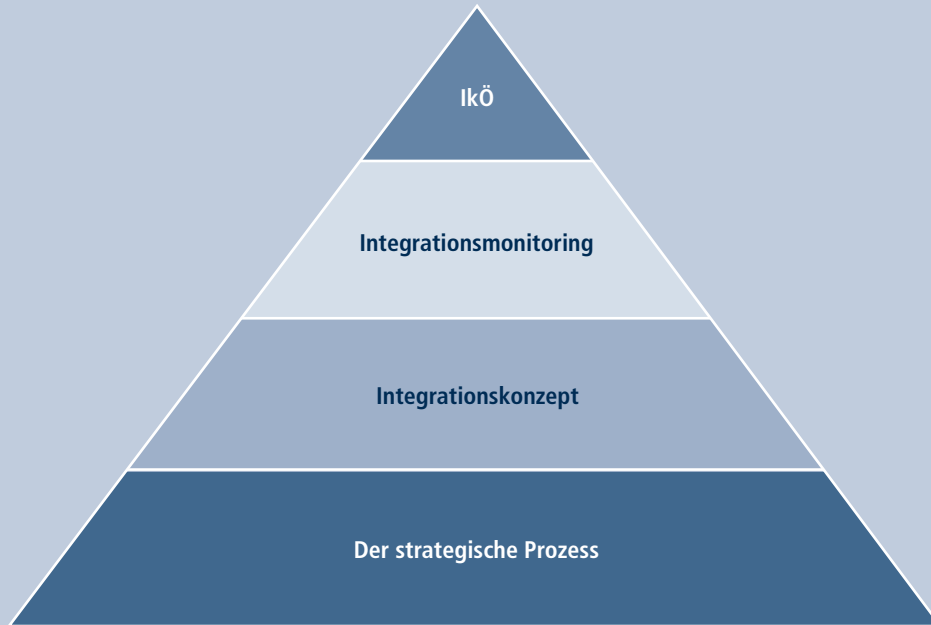 IkÖ
Integrationsmonitoring
Integrationskonzept
Der strategische Prozess